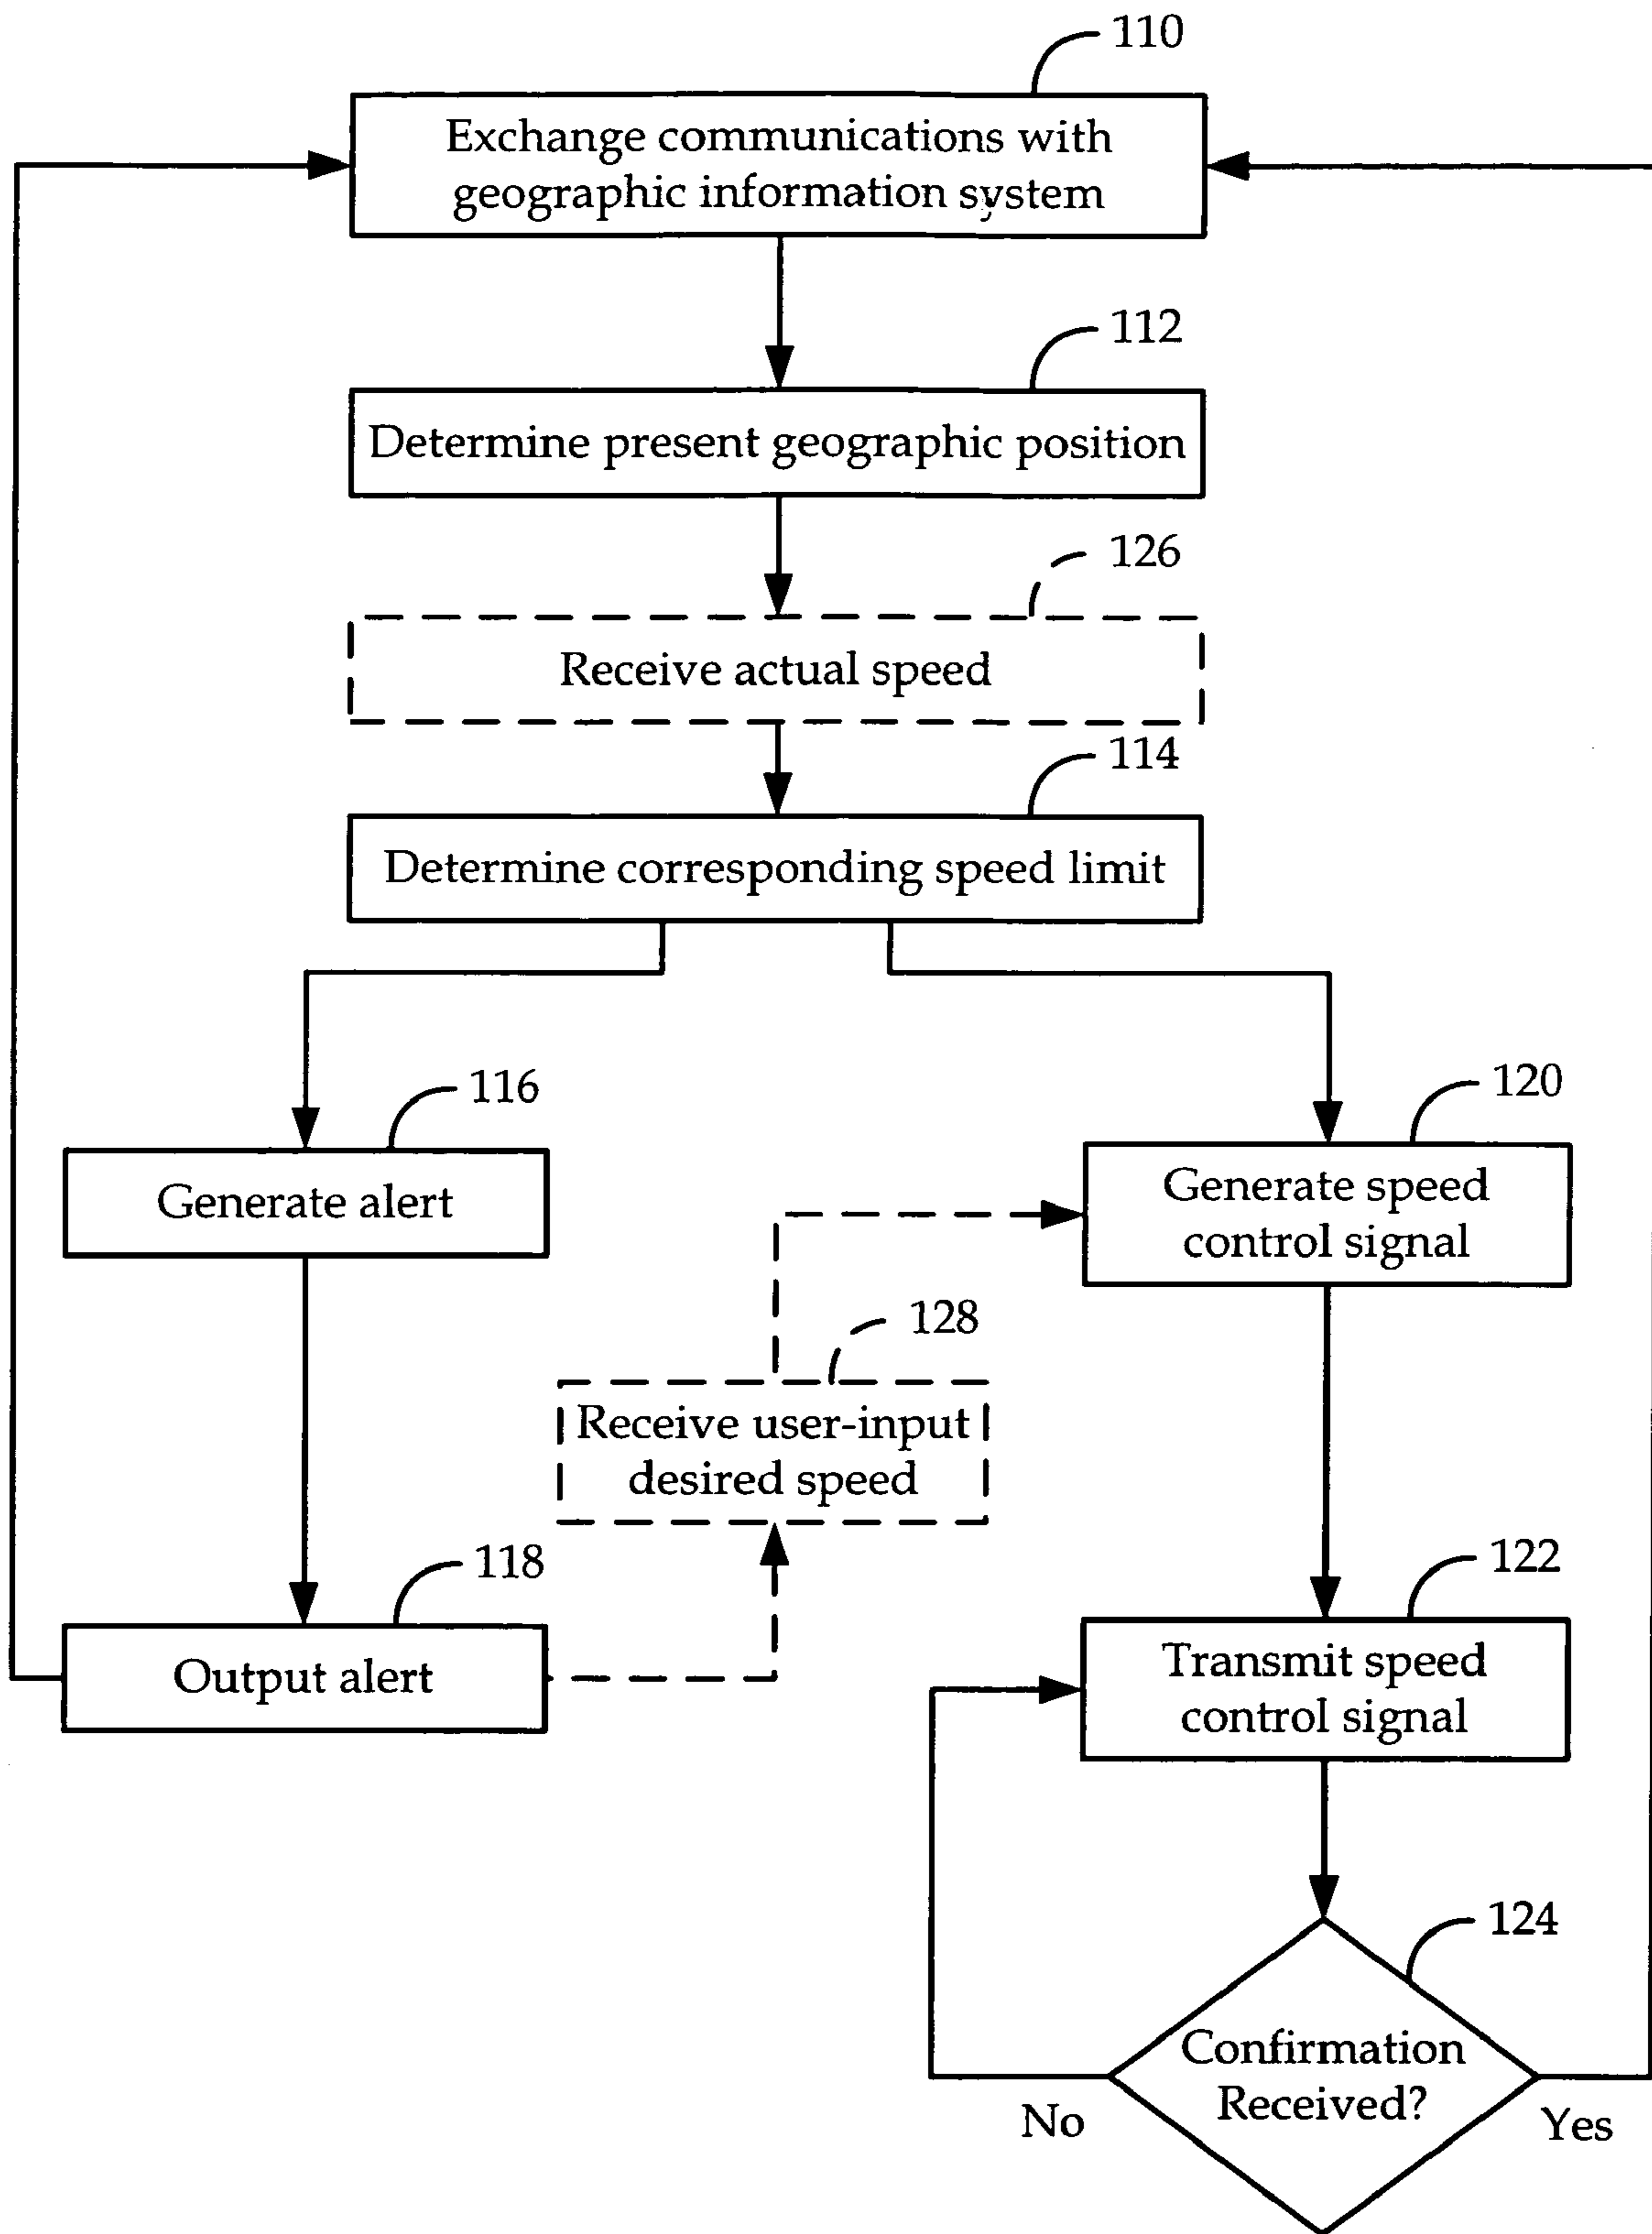 110
Exchange communications with
geographic information system
112
Determine present geographic position
126
Receive actual speed
114
Determine corresponding speed limit
116
Generate alert
120
Generate speed
control signal
128
Receive user-input
desired speed
118
Output alert
122
Transmit speed
control signal
124
Confirmation
Received?
No
Yes